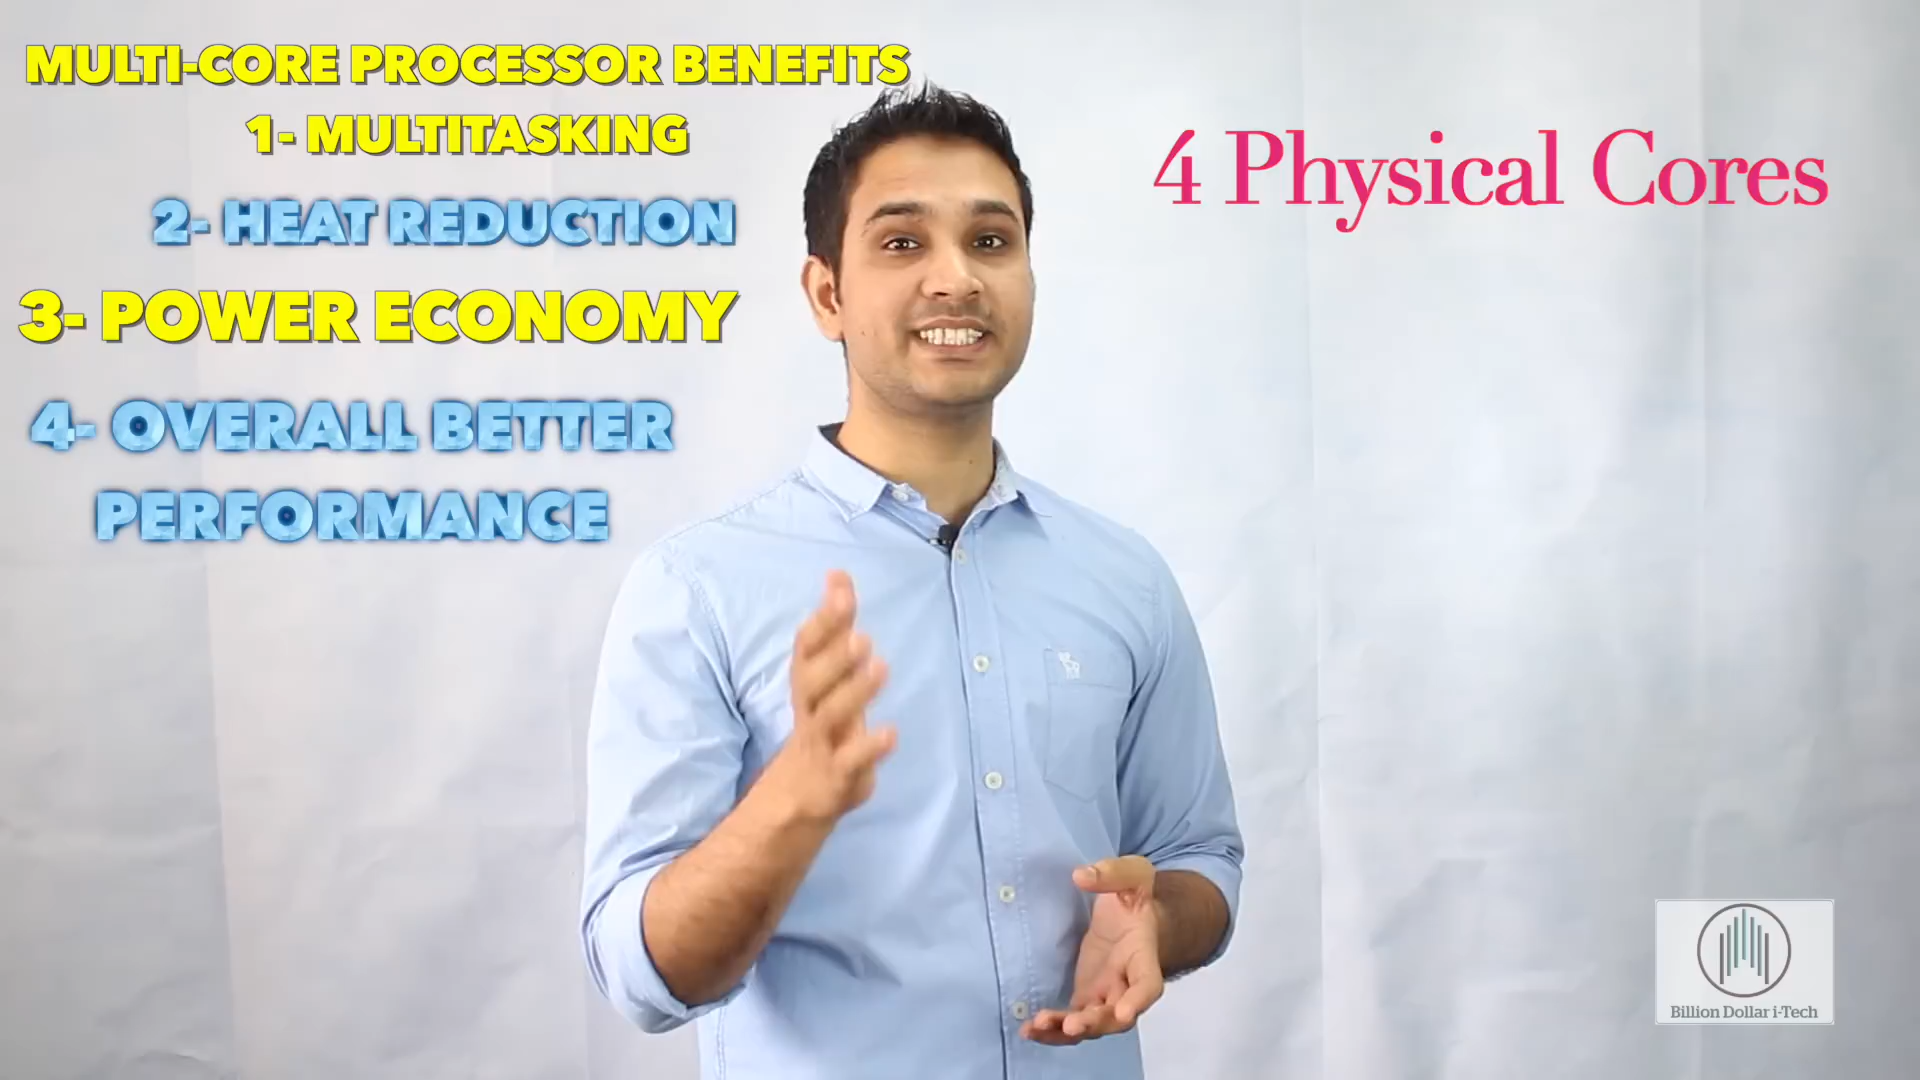 MULTI-CORE PROCESSOR BENEFITS
1- MULTITASKING
2- HEAT REDUCTION
3- POWER ECONOMY
4- OVERALL BETTER
PERFORMANCE
4 Physical Cores
Billion Dollar i-Tech